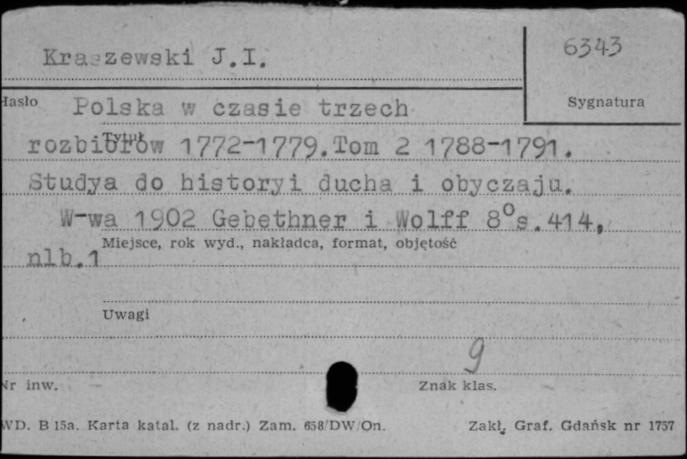 Kraszewski J.I.
6343
Hasło
Sygnatura
Polska w czasie trzech
Tytuł
rozbiorów 1772-1779.Tom 2 1788-1791.
Studya do historyi ducha i obyczaju.
W-wa 1902 Gebethner i Wolff 8°s.414,
Miejsce, rok wyd., nakładca, format, objętość
nlb.1
Uwagi
9
Nr inw.
Znak klas.
WD. B 15a. Karta katal. (z nadr.) Zam. 658/DW/On.
Zakł. Graf. Gdańsk nr 1757